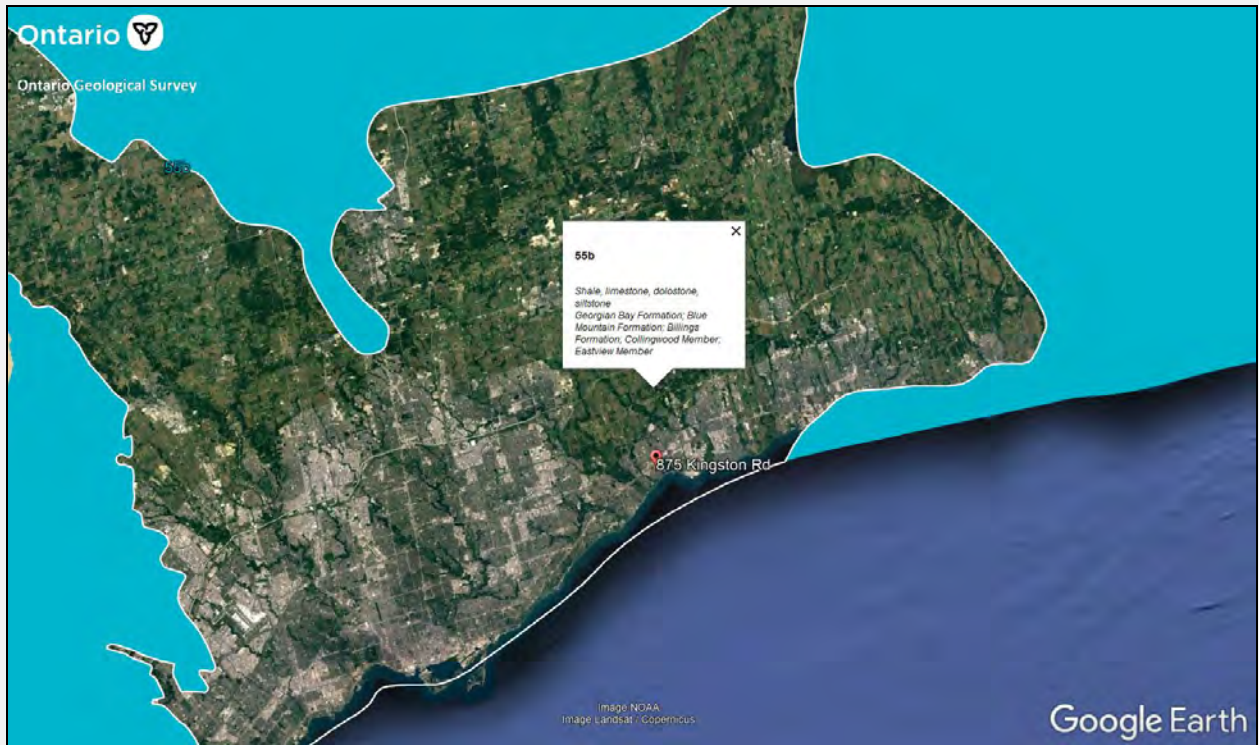 Ontario
Ontario Geological Survey
55b
55b
Shale, limestone, dolostone,
siltstone
Georgian Bay Formation; Blue
Mountain Formation; Billings
Formation; Collingwood Member;
Eastview Member
875 Kingston Rd
Image NOAA
Image Landsat / Copernicus
Google Earth